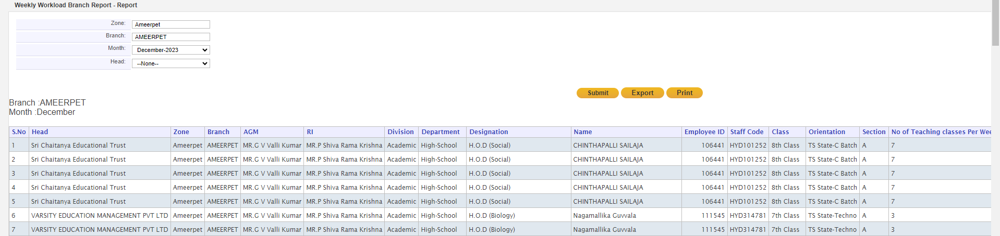 Weekly Workload Branch Report - Report
Zone: Ameerpet
Branch: AMEERPET
Month: December-2023
Head: --None--
Submit Export Print
Branch :AMEERPET
Month :December
S.No Head Zone Branch AGM RI Division Department Designation Name Employee ID Staff Code Class Orientation Section No of Teaching classes Per Wee
1 Sri Chaitanya Educational Trust Ameerpet AMEERPET MR.G V Valli Kumar MR.P Shiva Rama Krishna Academic High-School H.O.D (Social) CHINTHAPALLI SAILAJA 106441 HYD101252 8th Class TS State-C Batch A 7
2 Sri Chaitanya Educational Trust Ameerpet AMEERPET MR.G V Valli Kumar MR.P Shiva Rama Krishna Academic High-School H.O.D (Social) CHINTHAPALLI SAILAJA 106441 HYD101252 8th Class TS State-C Batch A 7
3 Sri Chaitanya Educational Trust Ameerpet AMEERPET MR.G V Valli Kumar MR.P Shiva Rama Krishna Academic High-School H.O.D (Social) CHINTHAPALLI SAILAJA 106441 HYD101252 8th Class TS State-C Batch A 7
4 Sri Chaitanya Educational Trust Ameerpet AMEERPET MR.G V Valli Kumar MR.P Shiva Rama Krishna Academic High-School H.O.D (Social) CHINTHAPALLI SAILAJA 106441 HYD101252 8th Class TS State-C Batch A 7
5 Sri Chaitanya Educational Trust Ameerpet AMEERPET MR.G V Valli Kumar MR.P Shiva Rama Krishna Academic High-School H.O.D (Social) CHINTHAPALLI SAILAJA 106441 HYD101252 8th Class TS State-C Batch A 7
6 VARSITY EDUCATION MANAGEMENT PVT LTD Ameerpet AMEERPET MR.G V Valli Kumar MR.P Shiva Rama Krishna Academic High-School H.O.D (Biology) Nagamallika Guvvala 111545 HYD314781 7th Class TS State-Techno A 3
7 VARSITY EDUCATION MANAGEMENT PVT LTD Ameerpet AMEERPET MR.G V Valli Kumar MR.P Shiva Rama Krishna Academic High-School H.O.D (Biology) Nagamallika Guvvala 111545 HYD314781 7th Class TS State-Techno A 3